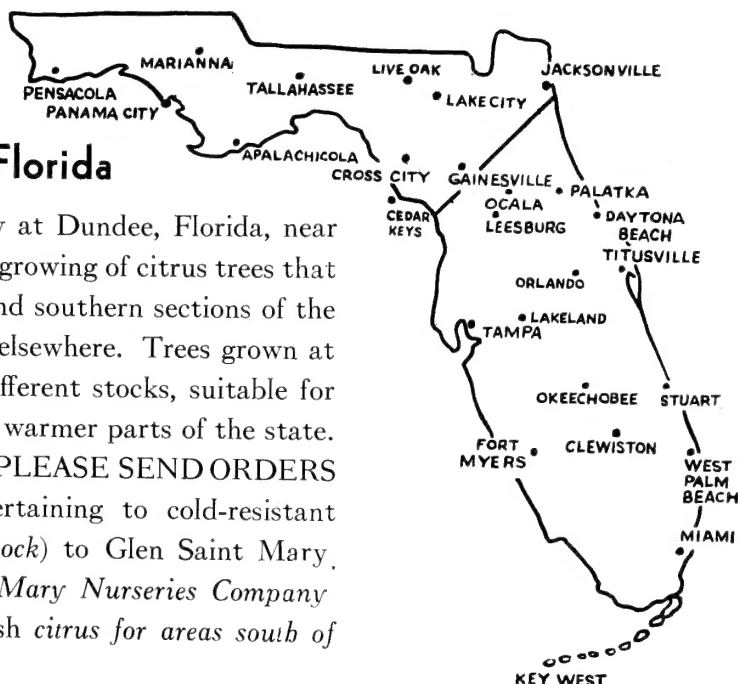 MARIANNA
LIVE OAK
JACKSONVILLE
PENSACOLA
TALLAHASSEE
LAKE CITY
PANAMA CITY
APALACHICOLA
CROSS CITY
GAINESVILLE
PALATKA
OCALA
CEDAR
KEYS
LEESBURG
DAYTONA
BEACH
TITUSVILLE
ORLANDO
LAKELAND
TAMPA
OKEECHOBEE
STUART
FORT
MYERS
CLEWISTON
WEST
PALM
BEACH
MIAMI
KEY WEST
Florida
at Dundee, Florida, near
growing of citrus trees that
nd southern sections of the
elsewhere. Trees grown at
fferent stocks, suitable for
warmer parts of the state.
PLEASE SEND ORDERS
ertaining to cold-resistant
ock) to Glen Saint Mary
Mary Nurseries Company
sh citrus for areas south of